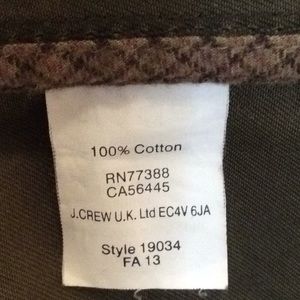 100% Cotton
RN77388
CA56445
J.CREW U.K. Ltd EC4V 6JA
Style 19034
FA 13